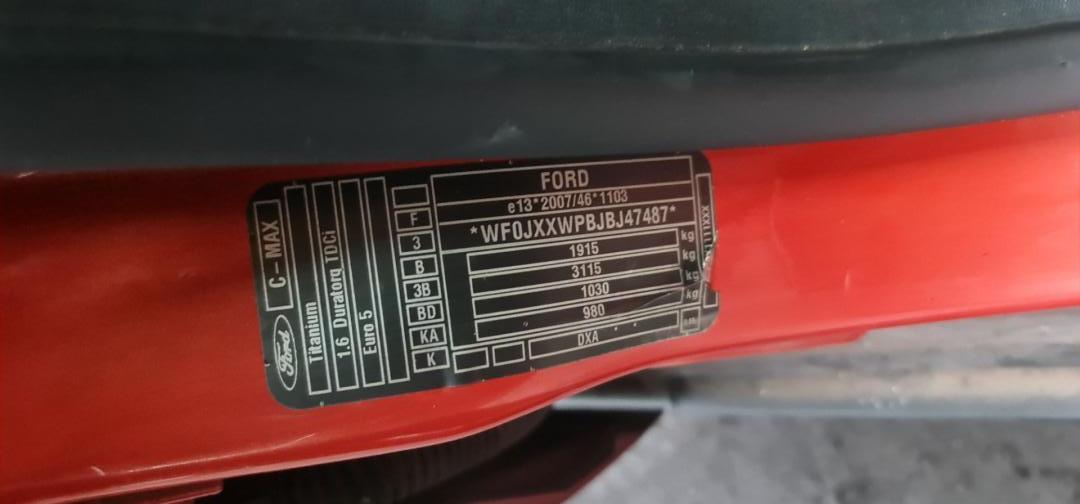 FORD
e13*2007/46*1103
*WF0JXXWPBJBJ47487*
1915 kg
3115 kg
1030 kg
980 kg
DXA
F
3
B
3B
BD
KA
K
C-MAX
Titanium
1.6 Duratorq TDCi
Euro 5
Ford